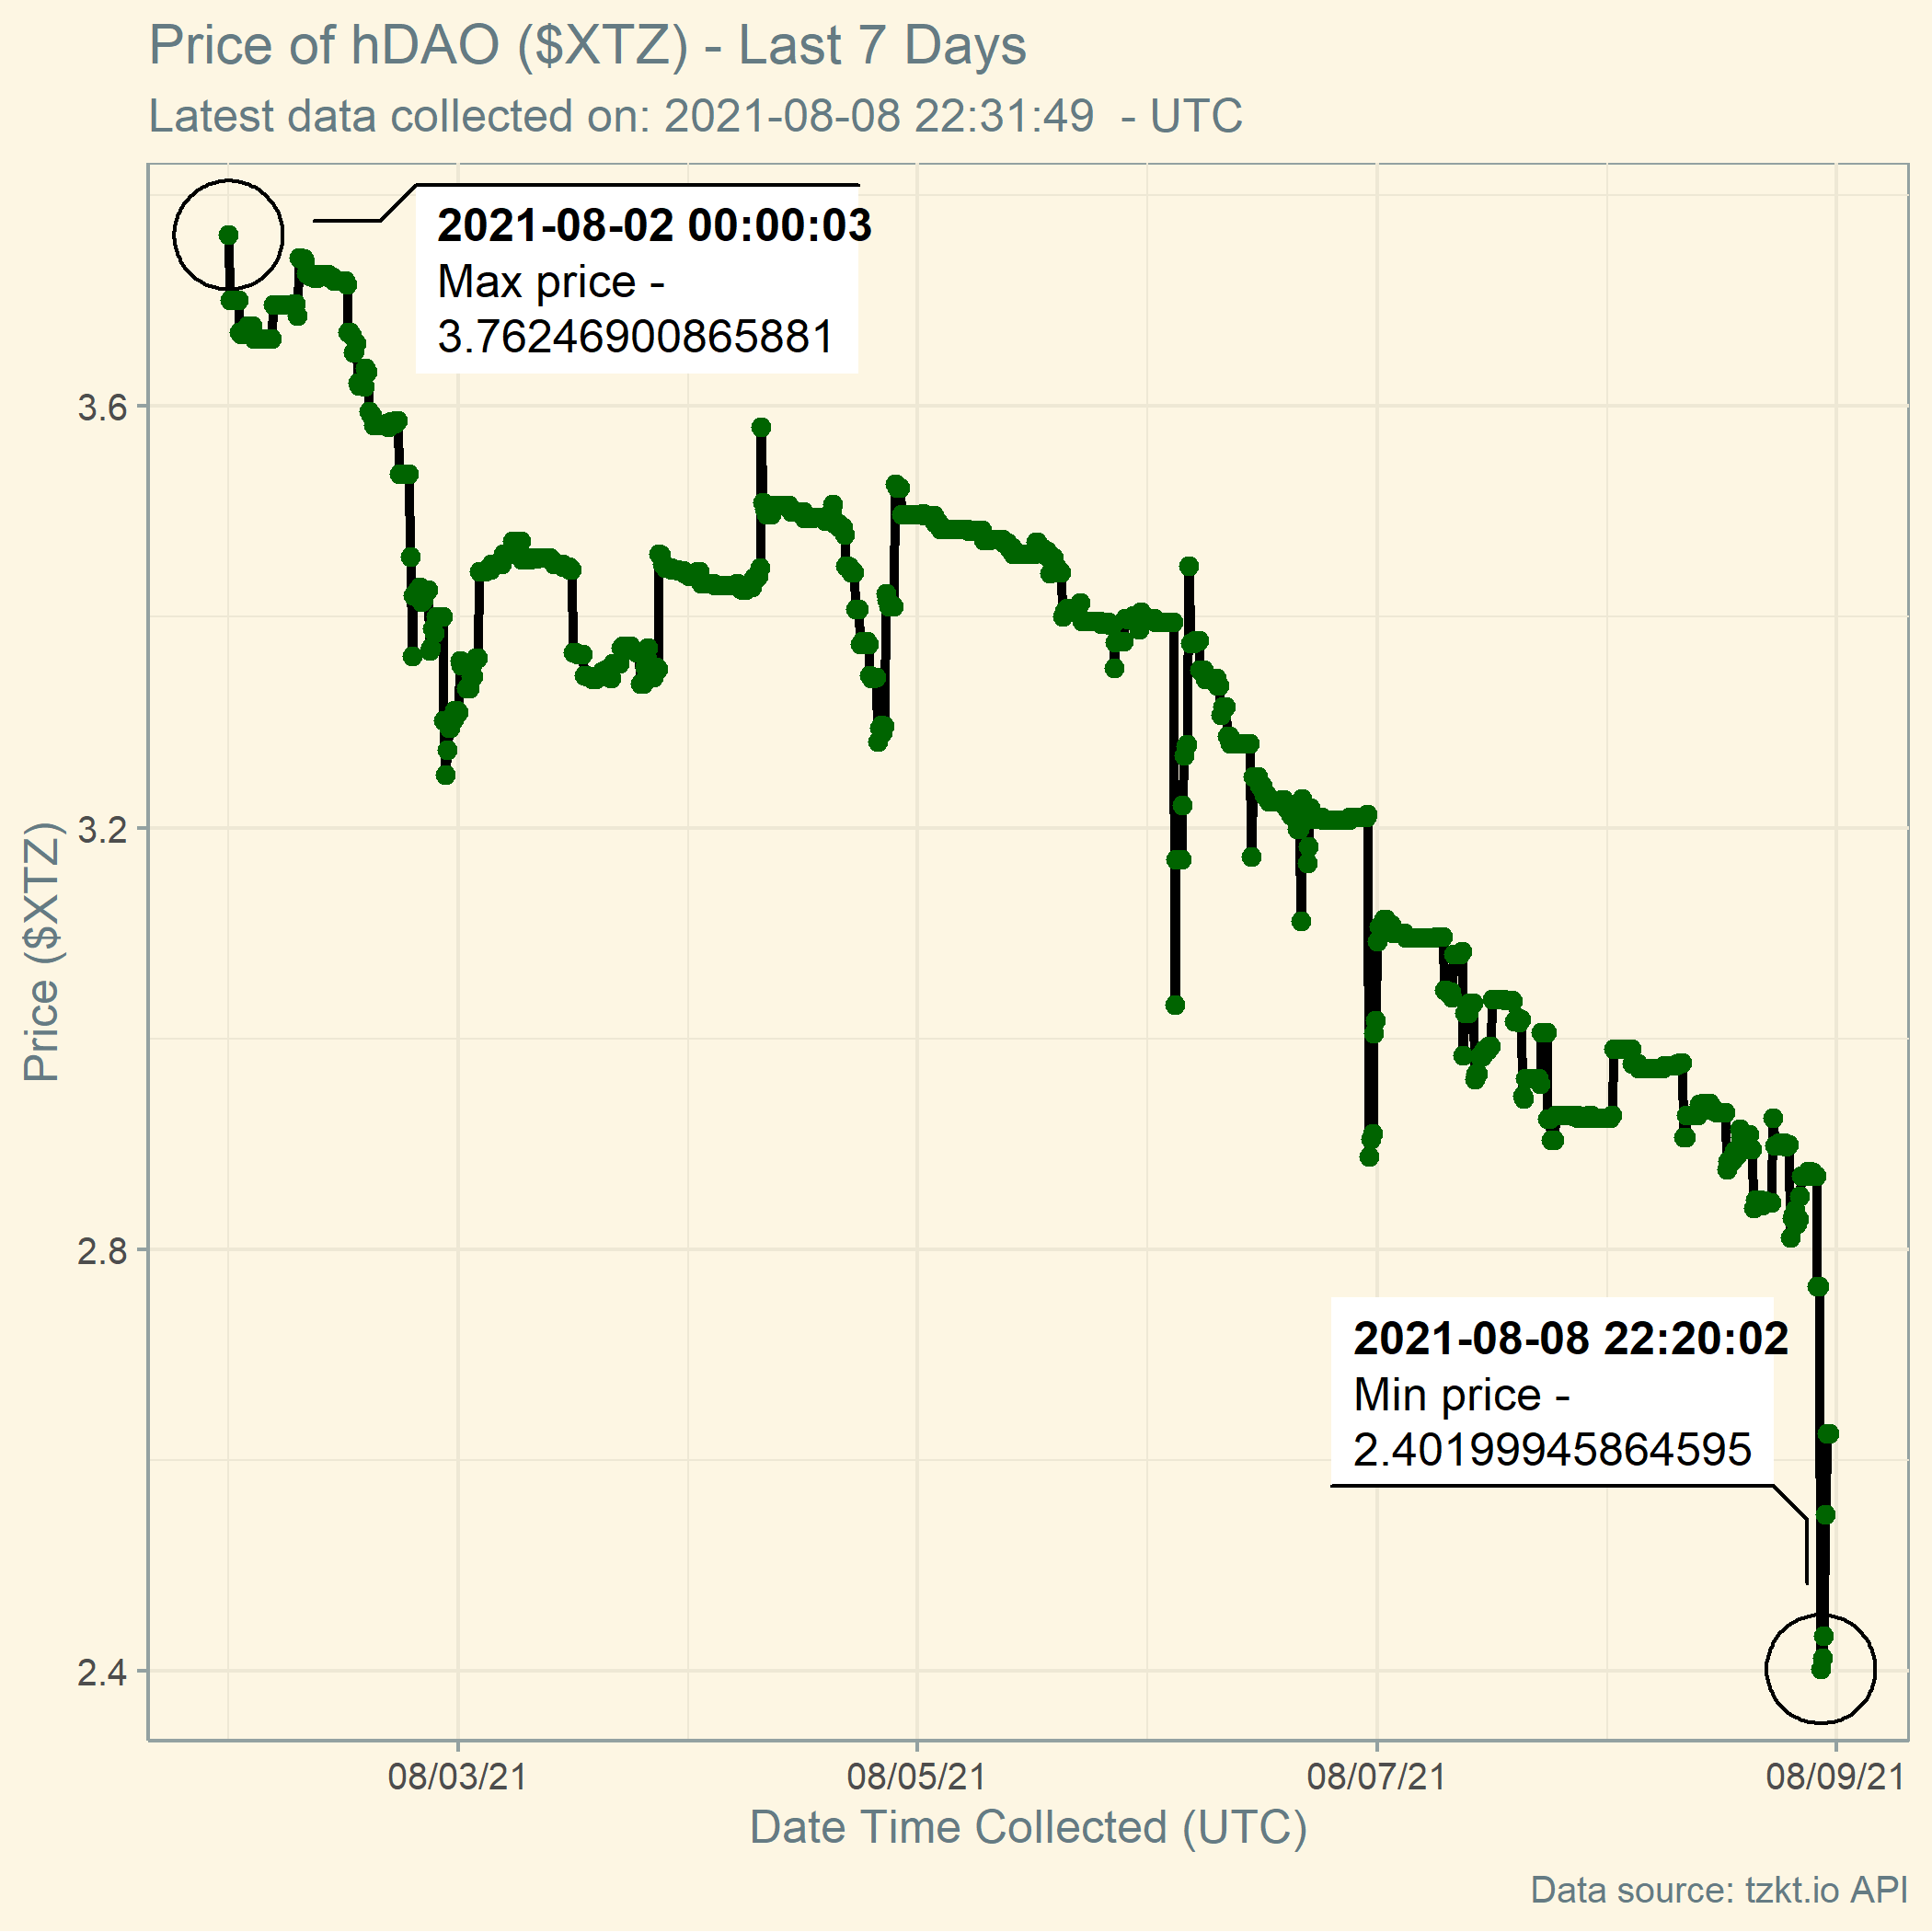 Price of hDAO ($XTZ) - Last 7 Days
Latest data collected on: 2021-08-08 22:31:49  - UTC
2021-08-02 00:00:03
Max price -
3.76246900865881
3.6
3.2
2.8
2.4
Price ($XTZ)
2021-08-08 22:20:02
Min price -
2.40199945864595
08/03/21
08/05/21
08/07/21
08/09/21
Date Time Collected (UTC)
Data source: tzkt.io API